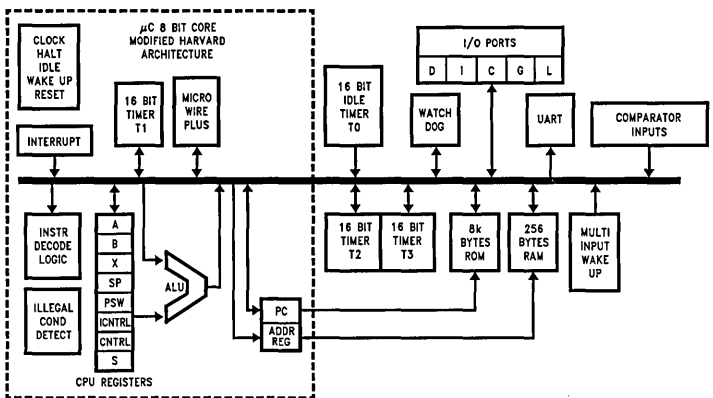 CLOCK
HALT
IDLE
WAKE UP
RESET
μC 8 BIT CORE
MODIFIED HARVARD
ARCHITECTURE
16 BIT
TIMER
T1
MICRO
WIRE
PLUS
INTERRUPT
16 BIT
IDLE
TIMER
T0
WATCH
DOG
I/O PORTS
D I C G L
UART
COMPARATOR
INPUTS
INSTR
DECODE
LOGIC
ILLEGAL
COND
DETECT
A
B
X
SP
PSW
ICNTRL
CNTRL
S
CPU REGISTERS
ALU
PC
ADDR
REG
16 BIT
TIMER
T2
16 BIT
TIMER
T3
8k
BYTES
ROM
256
BYTES
RAM
MULTI
INPUT
WAKE
UP